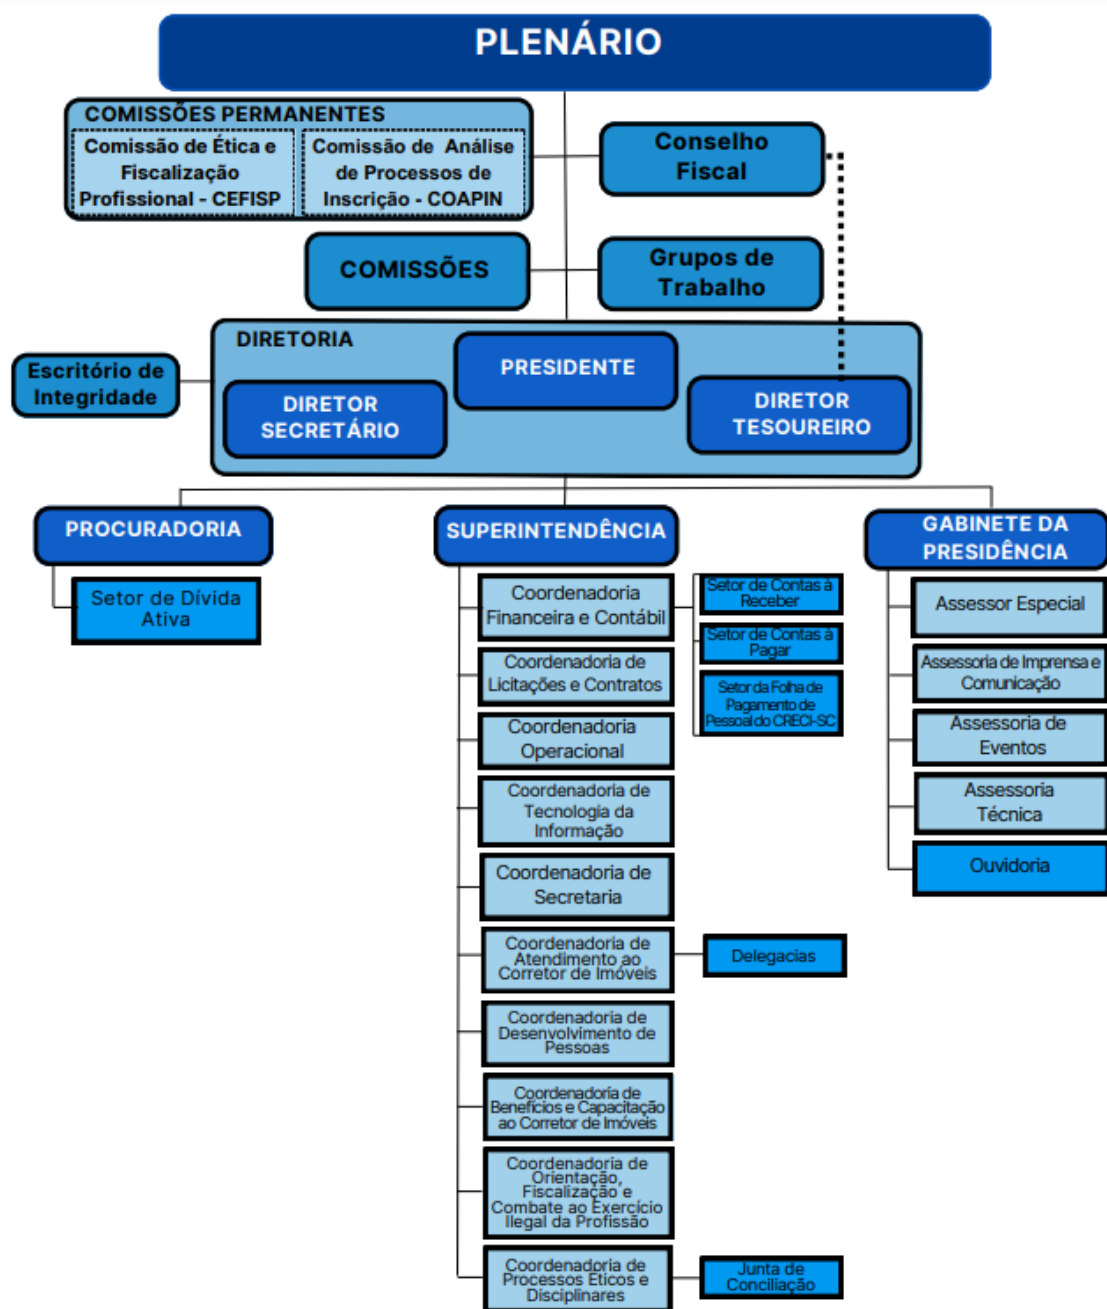 PLENÁRIO
COMISSÕES PERMANENTES
Comissão de Ética e
Fiscalização
Profissional - CEFISP
Comissão de Análise
de Processos de
Inscrição - COAPIN
Conselho
Fiscal
COMISSÕES
Grupos de
Trabalho
DIRETORIA
PRESIDENTE
Escritório de
Integridade
DIRETOR
SECRETÁRIO
DIRETOR
TESOUREIRO
PROCURADORIA
Setor de Dívida
Ativa
SUPERINTENDÊNCIA
Coordenadoria
Financeira e Contábil
Setor de Contas à
Receber
Setor de Contas à
Pagar
Setor da Folha de
Pagamento de
Pessoal do CRECI-SC
Coordenadoria de
Licitações e Contratos
Coordenadoria
Operacional
Coordenadoria de
Tecnologia da
Informação
Coordenadoria de
Secretaria
Coordenadoria de
Atendimento ao
Corretor de Imóveis
Delegacias
Coordenadoria de
Desenvolvimento de
Pessoas
Coordenadoria de
Benefícios e Capacitação
ao Corretor de Imóveis
Coordenadoria de
Orientação,
Fiscalização e
Combate ao Exercício
Ilegal da Profissão
Coordenadoria de
Processos Éticos e
Disciplinares
Junta de
Conciliação
GABINETE DA
PRESIDÊNCIA
Assessor Especial
Assessoria de Imprensa e
Comunicação
Assessoria de
Eventos
Assessoria
Técnica
Ouvidoria